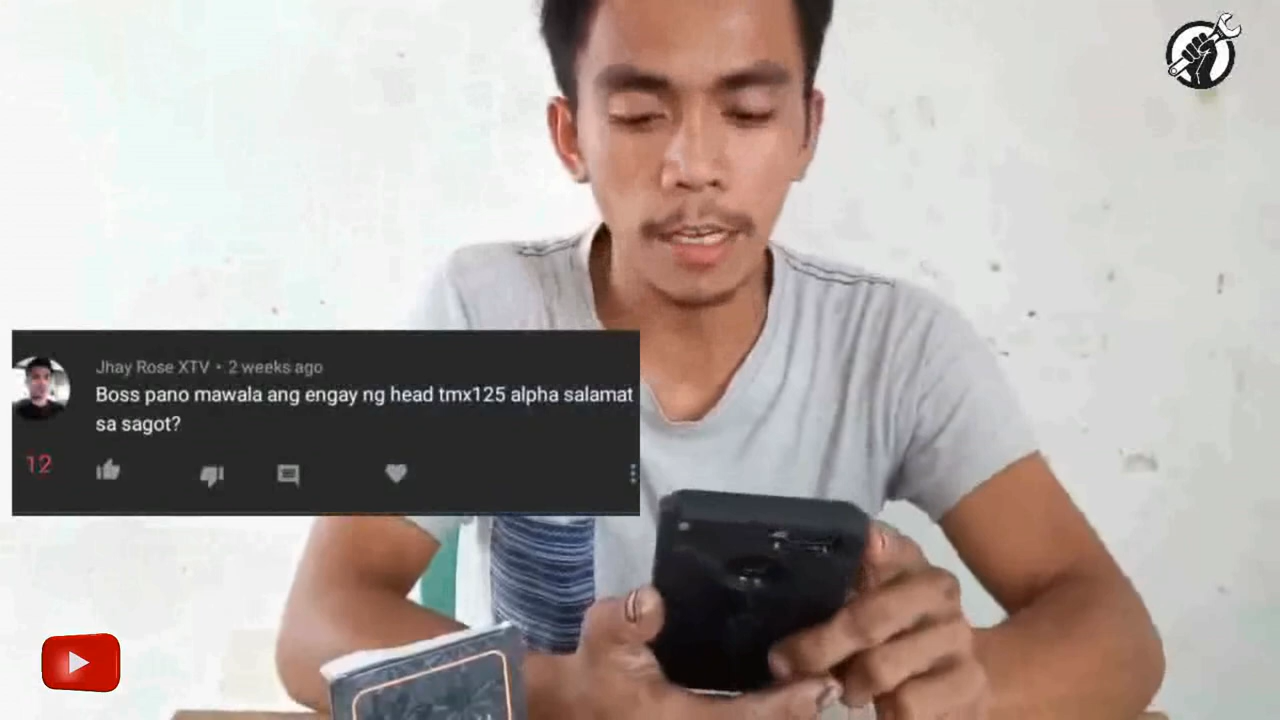 Jhay Rose XTV • 2 weeks ago
Boss pano mawala ang engay ng head tmx125 alpha salamat
sa sagot?
12